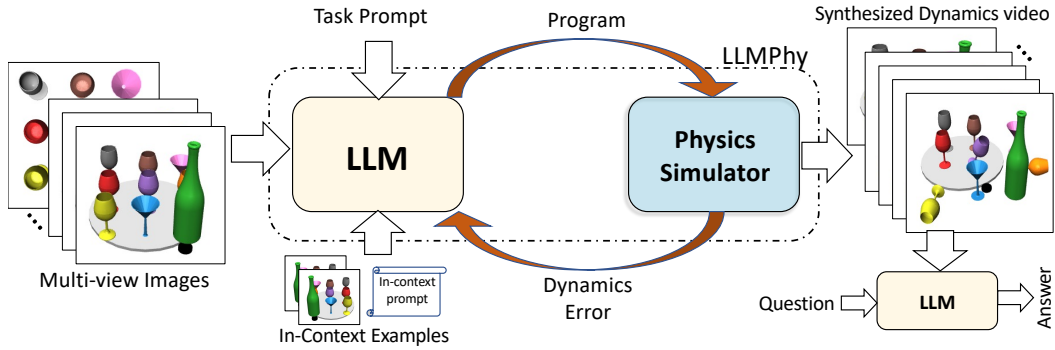 Task Prompt
Program
Synthesized Dynamics video
LLMPhy
LLM
Physics
Simulator
Multi-view Images
In-context
prompt
In-Context Examples
Dynamics
Error
Question
LLM
Answer